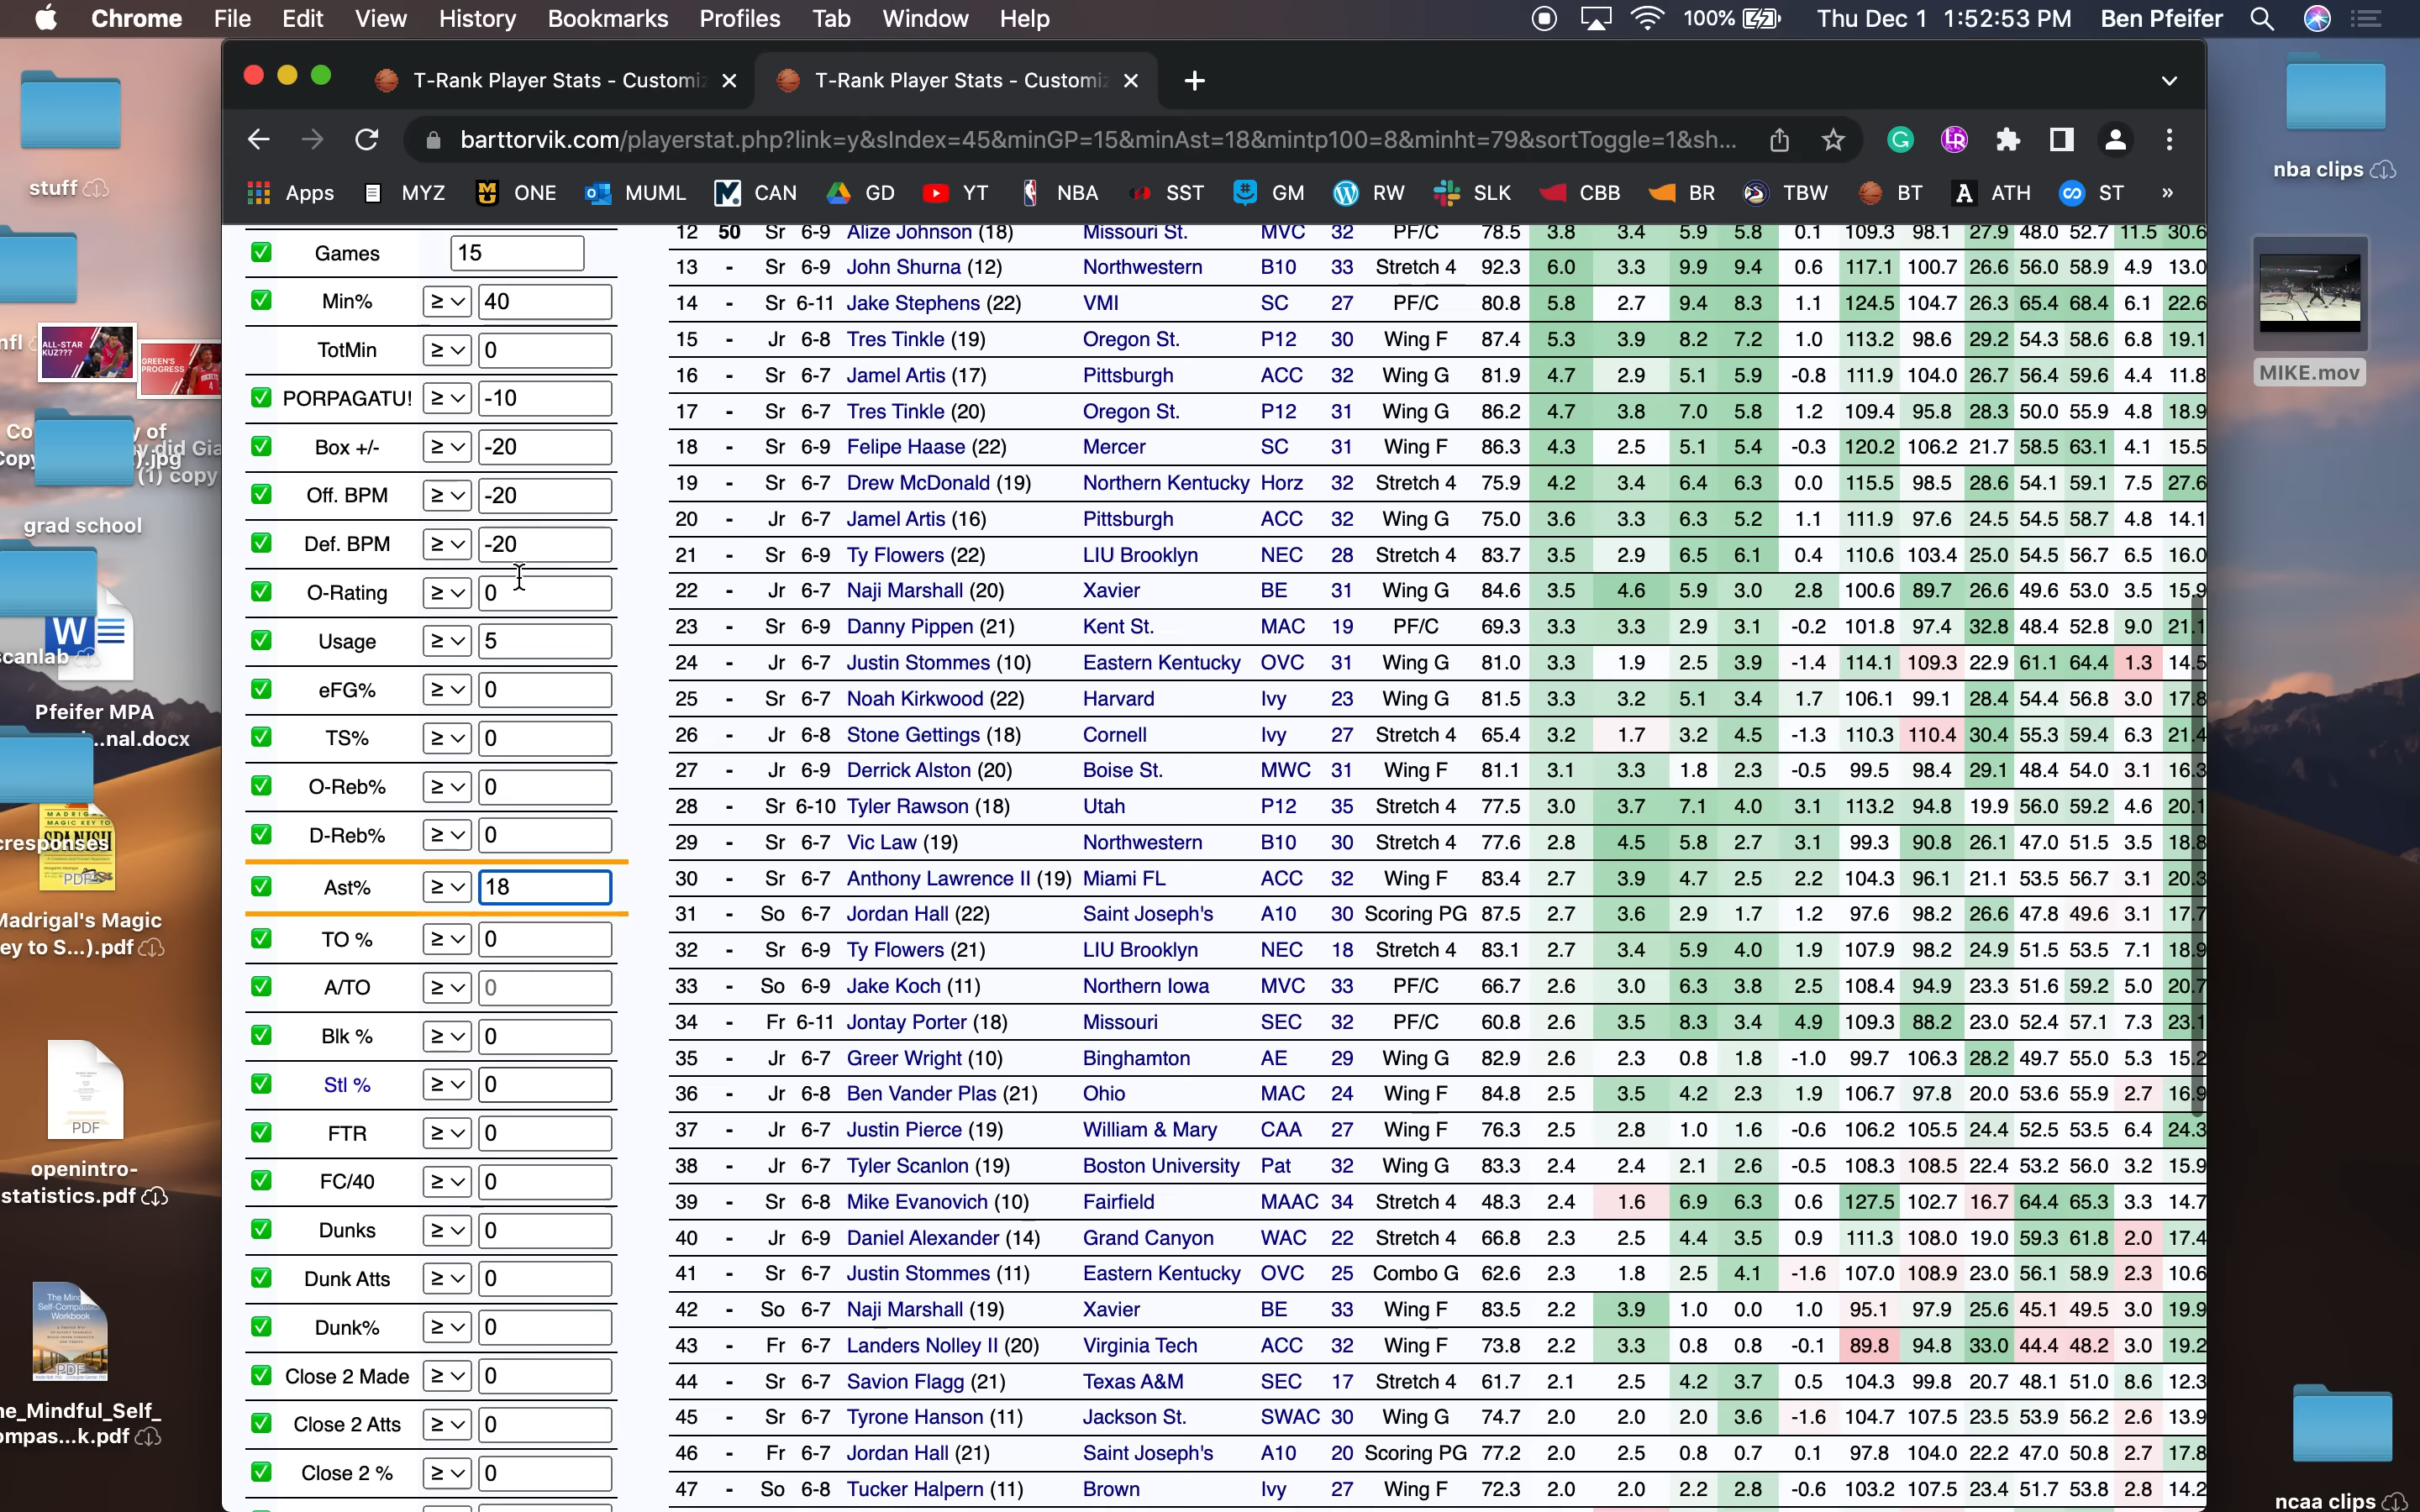 Chrome File Edit View History Bookmarks Profiles Tab Window Help 100% Thu Dec 1 1:52:53 PM Ben Pfeifer
T-Rank Player Stats - Customi T-Rank Player Stats - Customi
barttorvik.com/playerstat.php?link=y&sIndex=45&minGP=15&minAst=18&mintp100=8&minht=79&sortToggle=1&sh...
Apps MYZ ONE MUML CAN GD YT NBA SST GM RW SLK CBB BR TBW BT ATH ST »
stuff
nfl
ALL-STAR
KUZ???
GREEN'S
PROGRESS
grad school
scanlab
Pfeifer MPA
...nal.docx
MADRIGAL'S
MAGIC KEY TO
SPANISH
PDF
Madrigal's Magic
ey to S...).pdf
PDF
openintro-
statistics.pdf
The Mindful
Self-Compassion
Workbook
PDF
he_Mindful_Self_
ompas...k.pdf
nba clips
MIKE.mov
ncaa clips
Games 15
Min% ≥ 40
TotMin ≥ 0
PORPAGATU! ≥ -10
Box +/- ≥ -20
Off. BPM ≥ -20
Def. BPM ≥ -20
O-Rating ≥ 0
Usage ≥ 5
eFG% ≥ 0
TS% ≥ 0
O-Reb% ≥ 0
D-Reb% ≥ 0
Ast% ≥ 18
TO % ≥ 0
A/TO ≥ 0
Blk % ≥ 0
Stl % ≥ 0
FTR ≥ 0
FC/40 ≥ 0
Dunks ≥ 0
Dunk Atts ≥ 0
Dunk% ≥ 0
Close 2 Made ≥ 0
Close 2 Atts ≥ 0
Close 2 % ≥ 0
12 50 Sr 6-9 Alize Johnson (18) Missouri St. MVC 32 PF/C 78.5 3.8 3.4 5.9 5.8 0.1 109.3 98.1 27.9 48.0 52.7 11.5 30.6
13 - Sr 6-9 John Shurna (12) Northwestern B10 33 Stretch 4 92.3 6.0 3.3 9.9 9.4 0.6 117.1 100.7 26.6 56.0 58.9 4.9 13.0
14 - Sr 6-11 Jake Stephens (22) VMI SC 27 PF/C 80.8 5.8 2.7 9.4 8.3 1.1 124.5 104.7 26.3 65.4 68.4 6.1 22.6
15 - Jr 6-8 Tres Tinkle (19) Oregon St. P12 30 Wing F 87.4 5.3 3.9 8.2 7.2 1.0 113.2 98.6 29.2 54.3 58.6 6.8 19.1
16 - Sr 6-7 Jamel Artis (17) Pittsburgh ACC 32 Wing G 81.9 4.7 2.9 5.1 5.9 -0.8 111.9 104.0 26.7 56.4 59.6 4.4 11.8
17 - Sr 6-7 Tres Tinkle (20) Oregon St. P12 31 Wing G 86.2 4.7 3.8 7.0 5.8 1.2 109.4 95.8 28.3 50.0 55.9 4.8 18.9
18 - Sr 6-9 Felipe Haase (22) Mercer SC 31 Wing F 86.3 4.3 2.5 5.1 5.4 -0.3 120.2 106.2 21.7 58.5 63.1 4.1 15.5
19 - Sr 6-7 Drew McDonald (19) Northern Kentucky Horz 32 Stretch 4 75.9 4.2 3.4 6.4 6.3 0.0 115.5 98.5 28.6 54.1 59.1 7.5 27.6
20 - Jr 6-7 Jamel Artis (16) Pittsburgh ACC 32 Wing G 75.0 3.6 3.3 6.3 5.2 1.1 111.9 97.6 24.5 54.5 58.7 4.8 14.1
21 - Sr 6-9 Ty Flowers (22) LIU Brooklyn NEC 28 Stretch 4 83.7 3.5 2.9 6.5 6.1 0.4 110.6 103.4 25.0 54.5 56.7 6.5 16.0
22 - Jr 6-7 Naji Marshall (20) Xavier BE 31 Wing G 84.6 3.5 4.6 5.9 3.0 2.8 100.6 89.7 26.6 49.6 53.0 3.5 15.9
23 - Sr 6-9 Danny Pippen (21) Kent St. MAC 19 PF/C 69.3 3.3 3.3 2.9 3.1 -0.2 101.8 97.4 32.8 48.4 52.8 9.0 21.1
24 - Jr 6-7 Justin Stommes (10) Eastern Kentucky OVC 31 Wing G 81.0 3.3 1.9 2.5 3.9 -1.4 114.1 109.3 22.9 61.1 64.4 1.3 14.5
25 - Sr 6-7 Noah Kirkwood (22) Harvard Ivy 23 Wing G 81.5 3.3 3.2 5.1 3.4 1.7 106.1 99.1 28.4 54.4 56.8 3.0 17.8
26 - Jr 6-8 Stone Gettings (18) Cornell Ivy 27 Stretch 4 65.4 3.2 1.7 3.2 4.5 -1.3 110.3 110.4 30.4 55.3 59.4 6.3 21.4
27 - Jr 6-9 Derrick Alston (20) Boise St. MWC 31 Wing F 81.1 3.1 3.3 1.8 2.3 -0.5 99.5 98.4 29.1 48.4 54.0 3.1 16.3
28 - Sr 6-10 Tyler Rawson (18) Utah P12 35 Stretch 4 77.5 3.0 3.7 7.1 4.0 3.1 113.2 94.8 19.9 56.0 59.2 4.6 20.1
29 - Sr 6-7 Vic Law (19) Northwestern B10 30 Stretch 4 77.6 2.8 4.5 5.8 2.7 3.1 99.3 90.8 26.1 47.0 51.5 3.5 18.8
30 - Sr 6-7 Anthony Lawrence II (19) Miami FL ACC 32 Wing F 83.4 2.7 3.9 4.7 2.5 2.2 104.3 96.1 21.1 53.5 56.7 3.1 20.3
31 - So 6-7 Jordan Hall (22) Saint Joseph's A10 30 Scoring PG 87.5 2.7 3.6 2.9 1.7 1.2 97.6 98.2 26.6 47.8 49.6 3.1 17.7
32 - Sr 6-9 Ty Flowers (21) LIU Brooklyn NEC 18 Stretch 4 83.1 2.7 3.4 5.9 4.0 1.9 107.9 98.2 24.9 51.5 53.5 7.1 18.9
33 - So 6-9 Jake Koch (11) Northern Iowa MVC 33 PF/C 66.7 2.6 3.0 6.3 3.8 2.5 108.4 94.9 23.3 51.6 59.2 5.0 20.7
34 - Fr 6-11 Jontay Porter (18) Missouri SEC 32 PF/C 60.8 2.6 3.5 8.3 3.4 4.9 109.3 88.2 23.0 52.4 57.1 7.3 23.1
35 - Jr 6-7 Greer Wright (10) Binghamton AE 29 Wing G 82.9 2.6 2.3 0.8 1.8 -1.0 99.7 106.3 28.2 49.7 55.0 5.3 15.2
36 - Jr 6-8 Ben Vander Plas (21) Ohio MAC 24 Wing F 84.8 2.5 3.5 4.2 2.3 1.9 106.7 97.8 20.0 53.6 55.9 2.7 16.9
37 - Jr 6-7 Justin Pierce (19) William & Mary CAA 27 Wing F 76.3 2.5 2.8 1.0 1.6 -0.6 106.2 105.5 24.4 52.5 53.5 6.4 24.3
38 - Jr 6-7 Tyler Scanlon (19) Boston University Pat 32 Wing G 83.3 2.4 2.4 2.1 2.6 -0.5 108.3 108.5 22.4 53.2 56.0 3.2 15.9
39 - Sr 6-8 Mike Evanovich (10) Fairfield MAAC 34 Stretch 4 48.3 2.4 1.6 6.9 6.3 0.6 127.5 102.7 16.7 64.4 65.3 3.3 14.7
40 - Jr 6-9 Daniel Alexander (14) Grand Canyon WAC 22 Stretch 4 66.8 2.3 2.5 4.4 3.5 0.9 111.3 108.0 19.0 59.3 61.8 2.0 17.4
41 - Sr 6-7 Justin Stommes (11) Eastern Kentucky OVC 25 Combo G 62.6 2.3 1.8 2.5 4.1 -1.6 107.0 108.9 23.0 56.1 58.9 2.3 10.6
42 - So 6-7 Naji Marshall (19) Xavier BE 33 Wing F 83.5 2.2 3.9 1.0 0.0 1.0 95.1 97.9 25.6 45.1 49.5 3.0 19.9
43 - Fr 6-7 Landers Nolley II (20) Virginia Tech ACC 32 Wing F 73.8 2.2 3.3 0.8 0.8 -0.1 89.8 94.8 33.0 44.4 48.2 3.0 19.2
44 - Sr 6-7 Savion Flagg (21) Texas A&M SEC 17 Stretch 4 61.7 2.1 2.5 4.2 3.7 0.5 104.3 99.8 20.7 48.1 51.0 8.6 12.3
45 - Sr 6-7 Tyrone Hanson (11) Jackson St. SWAC 30 Wing G 74.7 2.0 2.0 2.0 3.6 -1.6 104.7 107.5 23.5 53.9 56.2 2.6 13.9
46 - Fr 6-7 Jordan Hall (21) Saint Joseph's A10 20 Scoring PG 77.2 2.0 2.5 0.8 0.7 0.1 97.8 104.0 22.2 47.0 50.8 2.7 17.8
47 - So 6-8 Tucker Halpern (11) Brown Ivy 27 Wing F 72.3 2.0 2.0 2.2 2.8 -0.6 103.2 107.5 23.4 51.7 53.8 2.8 14.2